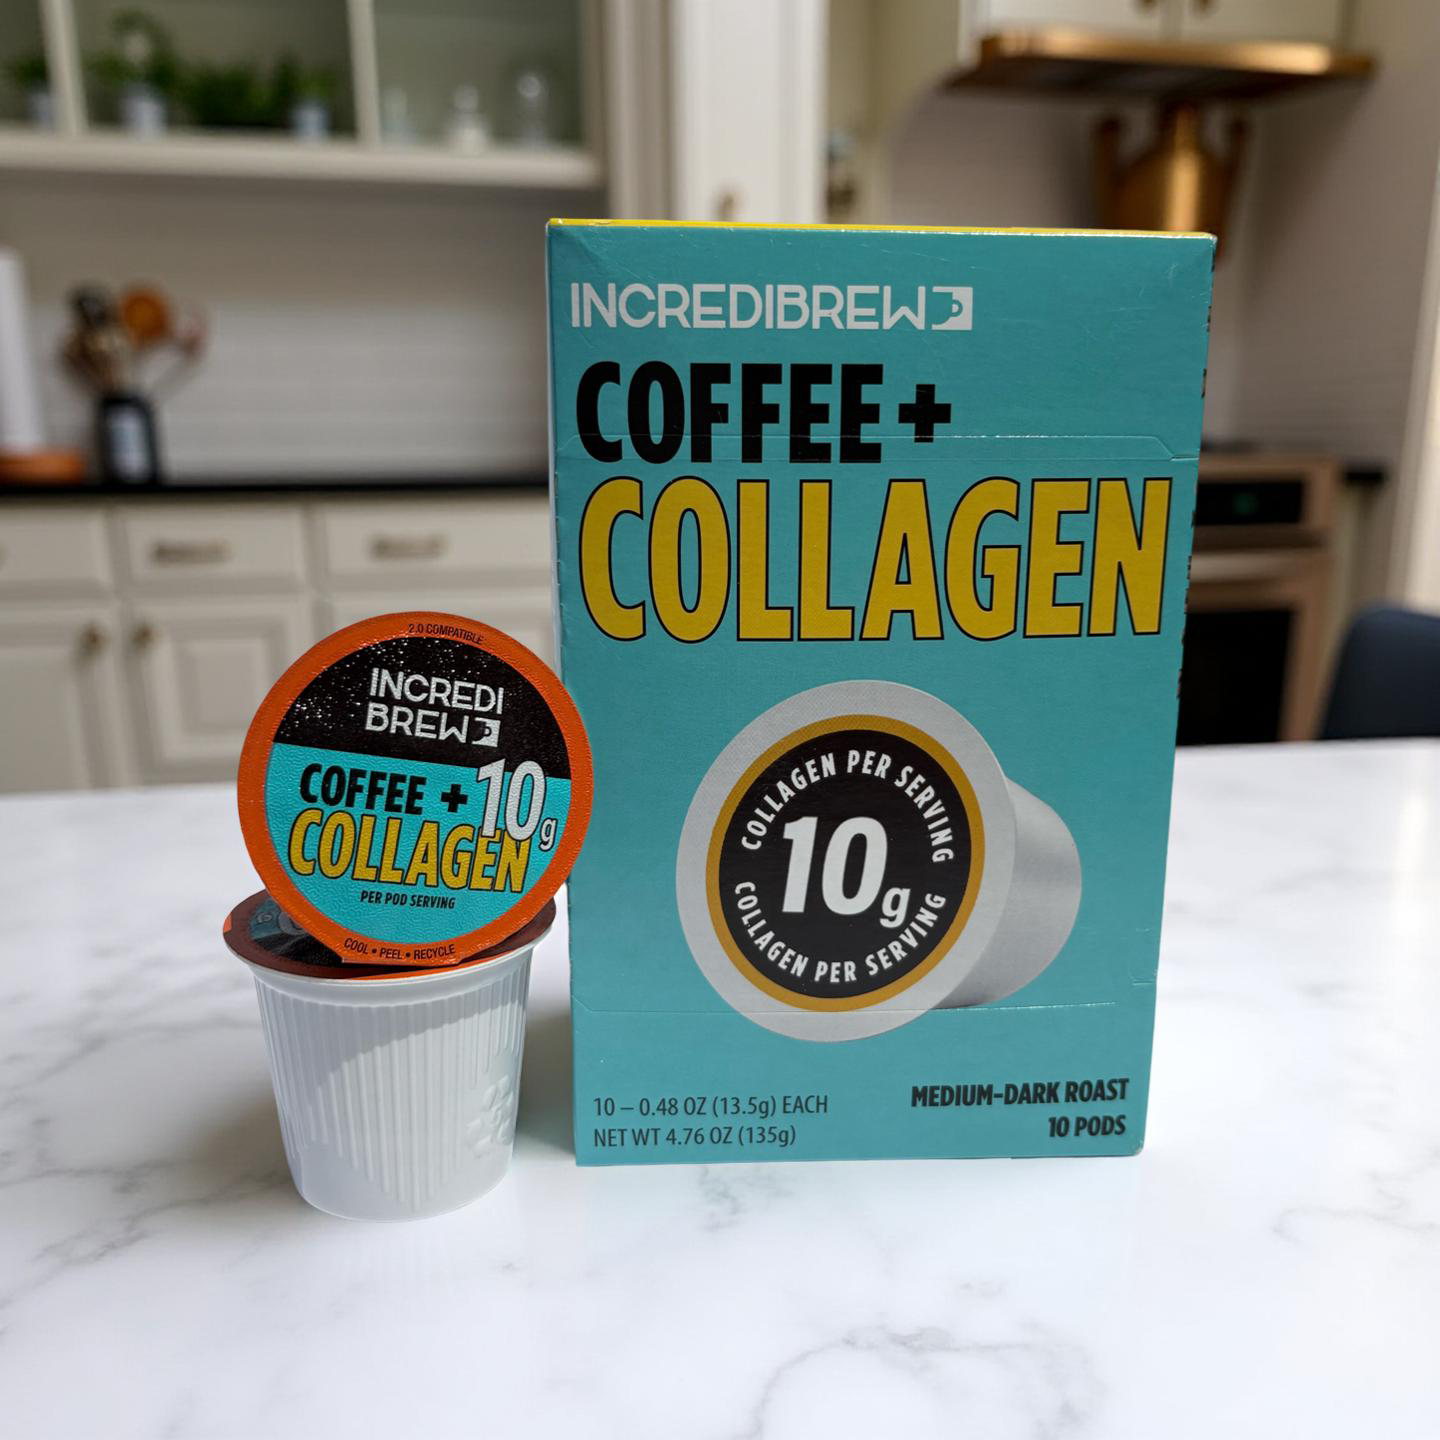 INCREDIBREW
COFFEE +
COLLAGEN
COLLAGEN PER SERVING
10g
COLLAGEN PER SERVING
10 – 0.48 OZ (13.5g) EACH
NET WT 4.76 OZ (135g)
MEDIUM-DARK ROAST
10 PODS
2.0 COMPATIBLE
INCREDI
BREW
COFFEE + 10g
COLLAGEN
PER POD SERVING
COOL • PEEL • RECYCLE